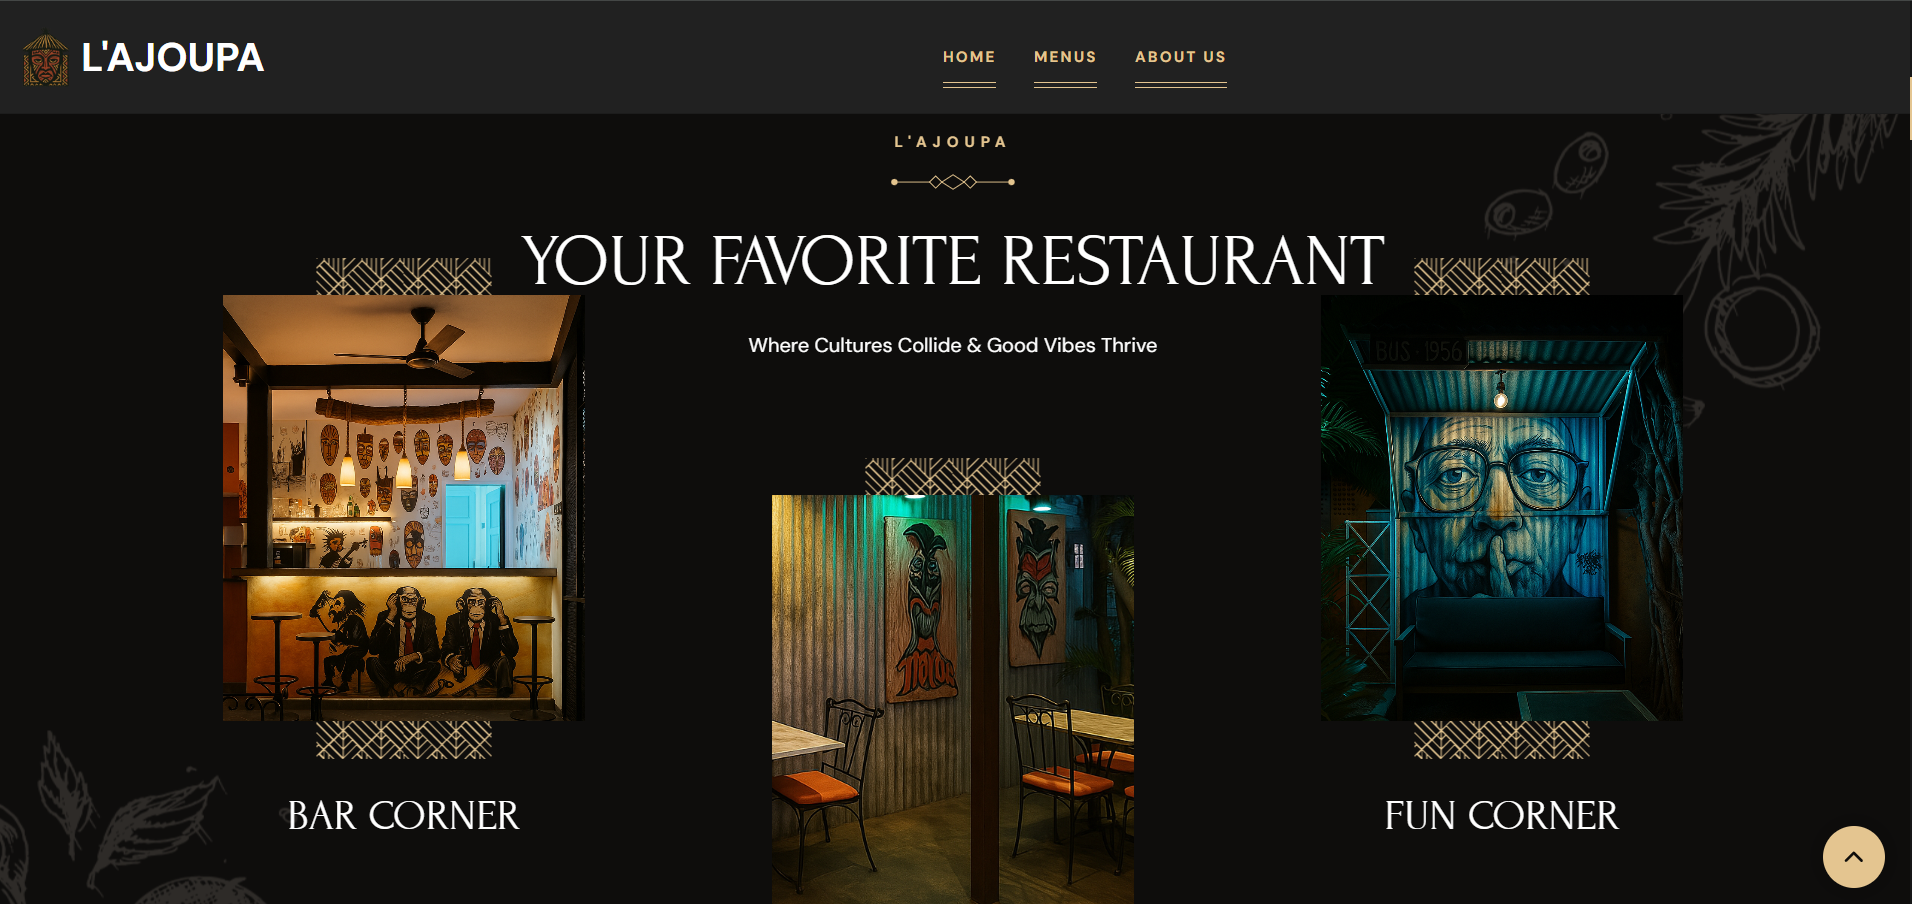 L'AJOUPA
HOME MENUS ABOUT US
L'AJOUPA
YOUR FAVORITE RESTAURANT
Where Cultures Collide & Good Vibes Thrive
BUS · 1956
BAR CORNER
FUN CORNER